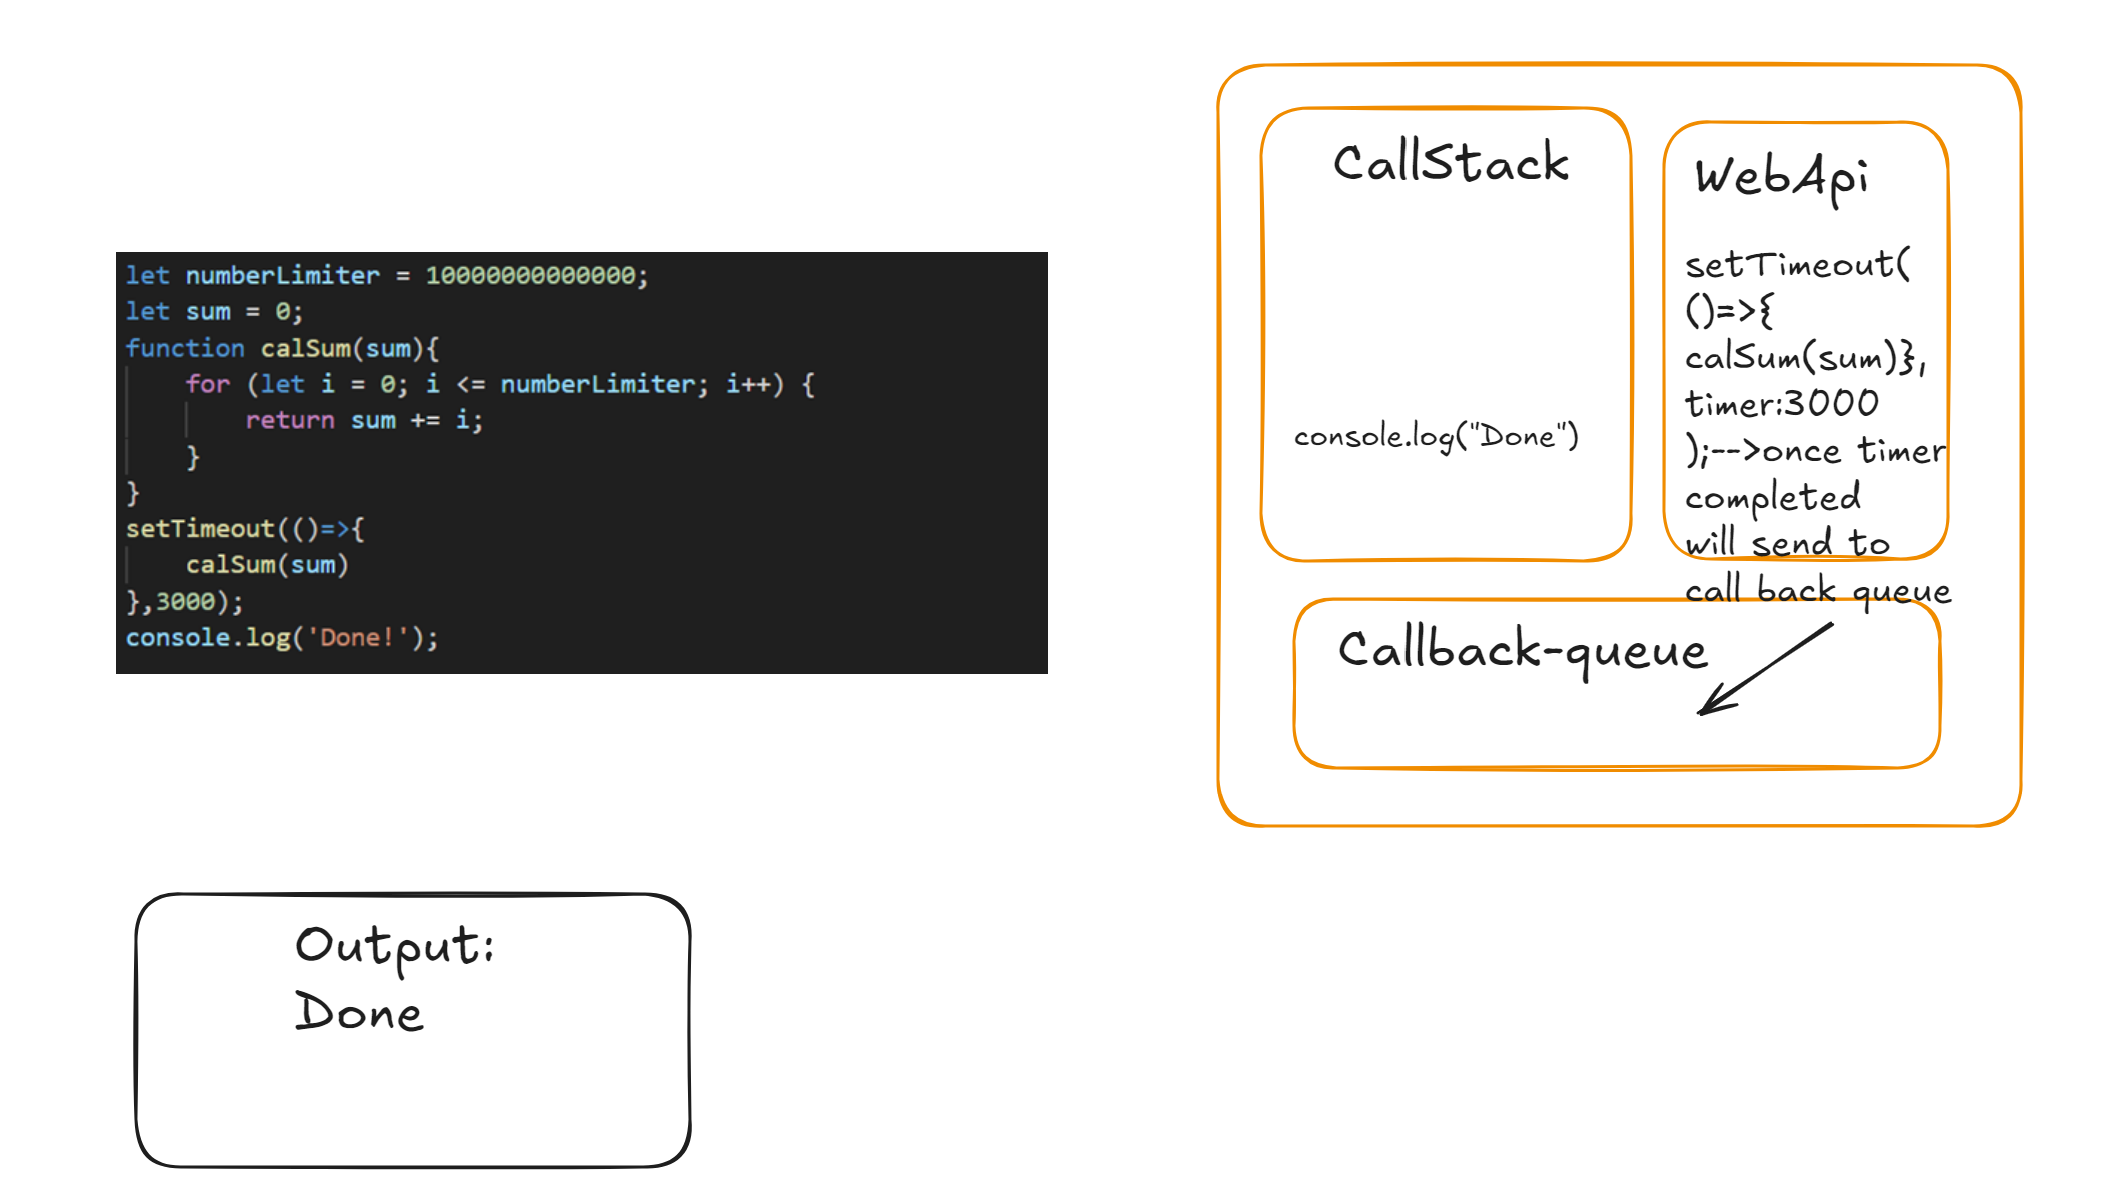 let numberLimiter = 10000000000000;
let sum = 0;
function calSum(sum){
    for (let i = 0; i <= numberLimiter; i++) {
        return sum += i;
    }
}
setTimeout(()=>{
    calSum(sum)
},3000);
console.log('Done!');
CallStack
console.log("Done")
WebApi
setTimeout(
()=>{
calSum(sum)},
timer:3000
);-->once timer
completed
will send to
call back queue
Callback-queue
Output:
Done